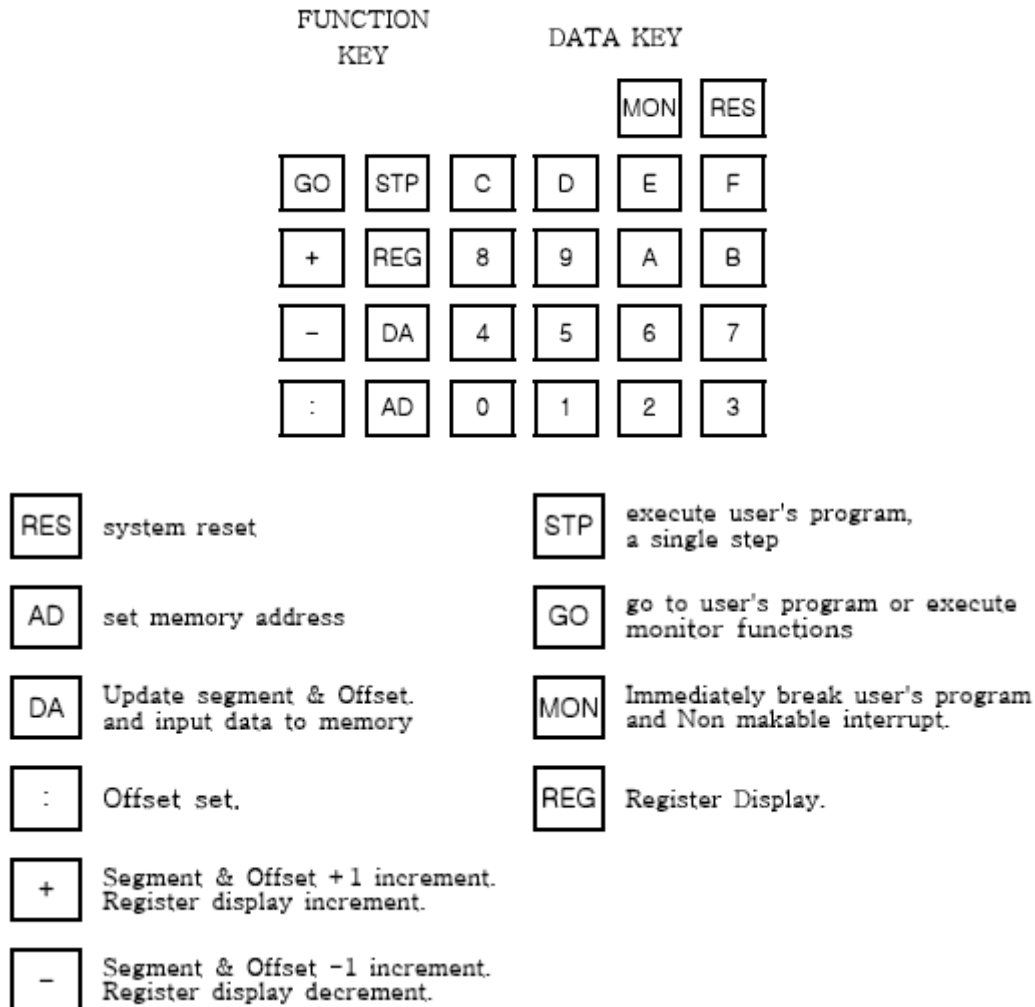 FUNCTION
KEY
DATA KEY
MON RES
GO STP C D E F
+ REG 8 9 A B
- DA 4 5 6 7
: AD 0 1 2 3
RES system reset
STP execute user's program,
a single step
AD set memory address
GO go to user's program or execute
monitor functions
DA Update segment & Offset.
and input data to memory
MON Immediately break user's program
and Non makable interrupt.
: Offset set.
REG Register Display.
+ Segment & Offset +1 increment.
Register display increment.
- Segment & Offset -1 increment.
Register display decrement.